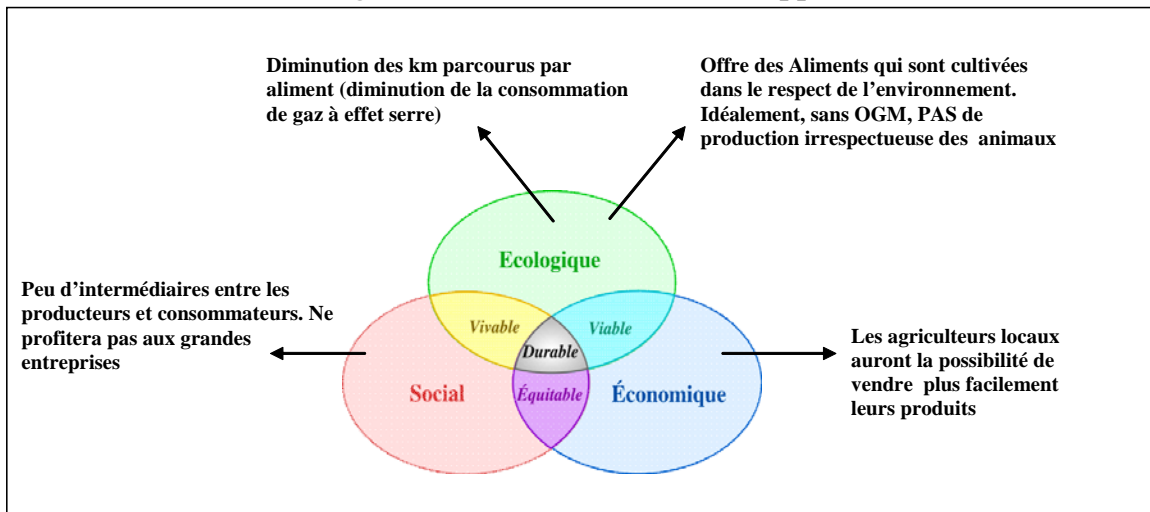 Diminution des km parcourus par
aliment (diminution de la consommation
de gaz à effet serre)
Offre des Aliments qui sont cultivées
dans le respect de l'environnement.
Idéalement, sans OGM, PAS de
production irrespectueuse des animaux
Ecologique
Peu d'intermédiaires entre les
producteurs et consommateurs. Ne
profitera pas aux grandes
entreprises
Vivable
Viable
Durable
Les agriculteurs locaux
auront la possibilité de
vendre plus facilement
leurs produits
Social
Équitable
Économique